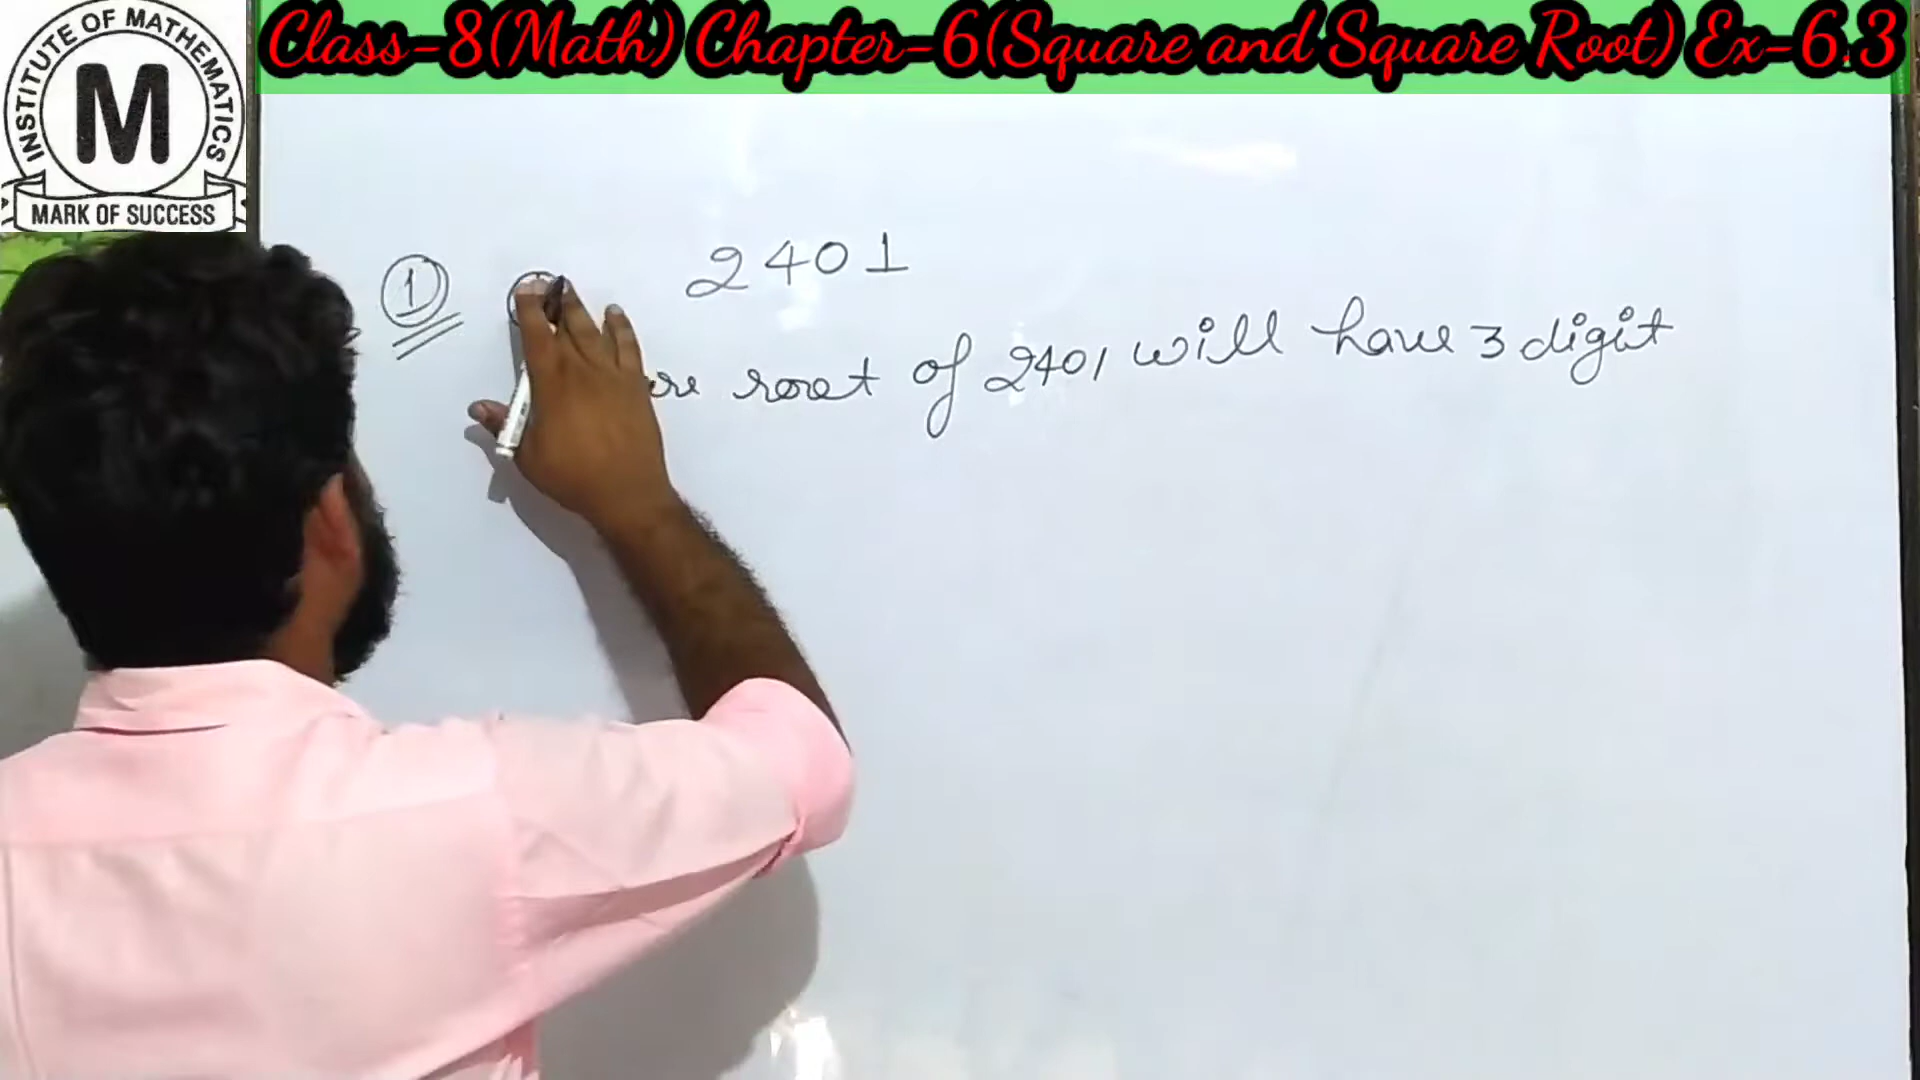 Class-8(Math) Chapter-6(Square and Square Root) Ex-6.3
INSTITUTE OF MATHEMATICS
M
MARK OF SUCCESS
1
2401
root of 2401 will have 3 digit